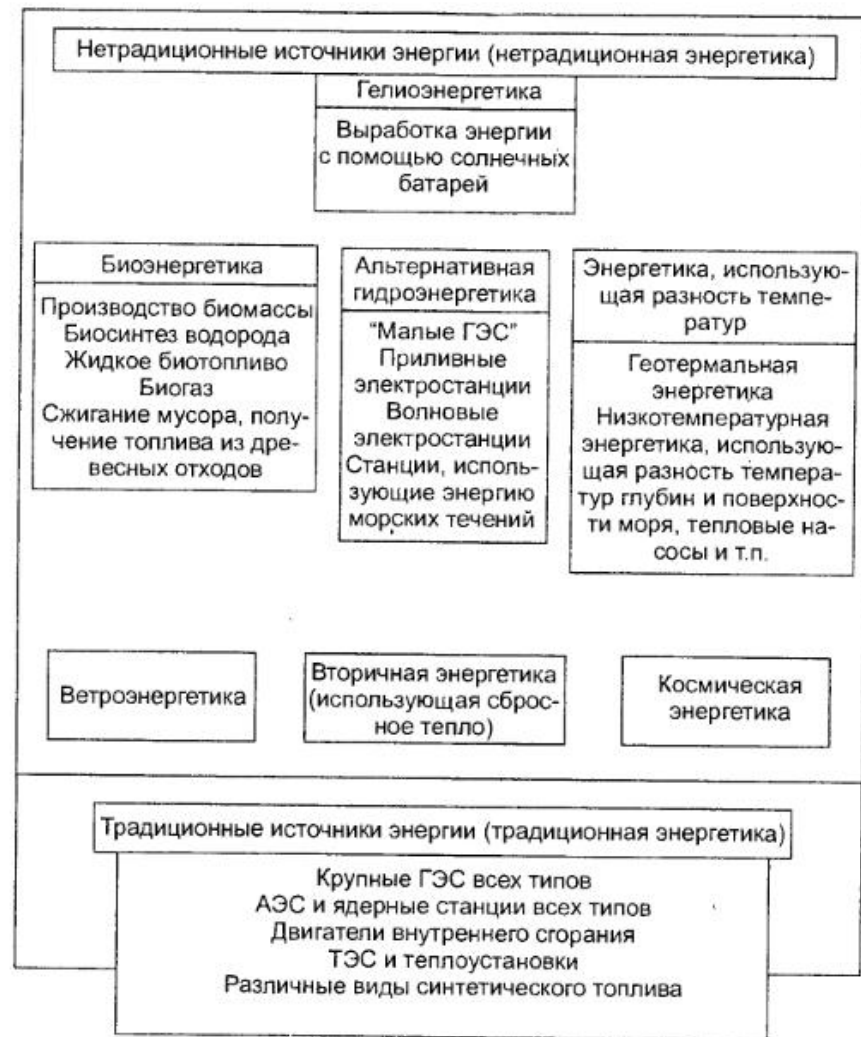 Нетрадиционные источники энергии (нетрадиционная энергетика)
Гелиоэнергетика
Выработка энергии
с помощью солнечных
батарей
Биоэнергетика
Производство биомассы
Биосинтез водорода
Жидкое биотопливо
Биогаз
Сжигание мусора, полу-
чение топлива из дре-
весных отходов
Альтернативная
гидроэнергетика
"Малые ГЭС"
Приливные
электростанции
Волновые
электростанции
Станции, исполь-
зующие энергию
морских течений
Энергетика, использую-
щая разность темпе-
ратур
Геотермальная
энергетика
Низкотемпературная
энергетика, использую-
щая разность темпера-
тур глубин и поверхнос-
ти моря, тепловые на-
сосы и т.п.
Ветроэнергетика
Вторичная энергетика
(использующая сброс-
ное тепло)
Космическая
энергетика
Традиционные источники энергии (традиционная энергетика)
Крупные ГЭС всех типов
АЭС и ядерные станции всех типов
Двигатели внутреннего сгорания
ТЭС и теплоустановки
Различные виды синтетического топлива